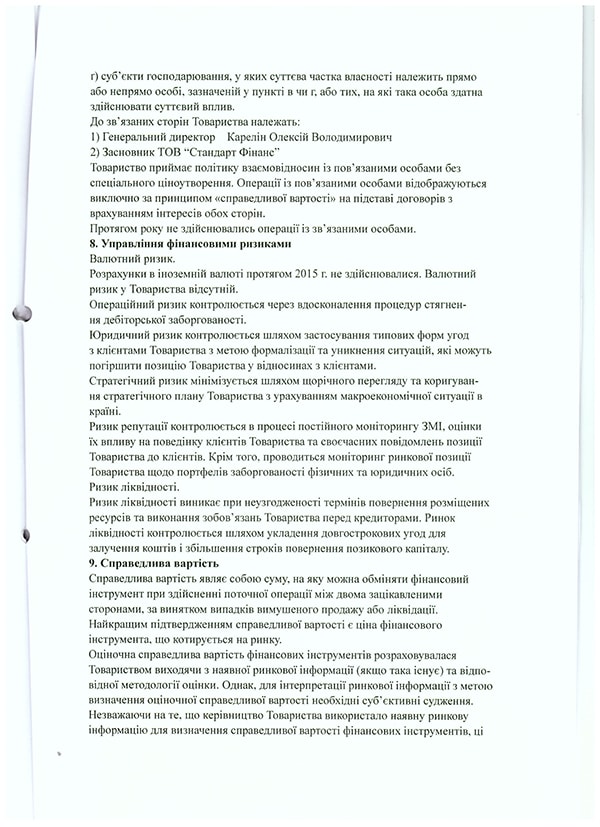 ґ) суб’єкти господарювання, у яких суттєва частка власності належить прямо
або непрямо особі, зазначеній у пункті в чи г, або тих, на які така особа здатна
здійснювати суттєвий вплив.
До зв’язаних сторін Товариства належать:
1) Генеральний директор Карелін Олексій Володимирович
2) Засновник ТОВ “Стандарт Фінанс”
Товариство приймає політику взаємовідносин із пов’язаними особами без
спеціального ціноутворення. Операції із пов’язаними особами відображуються
виключно за принципом «справедливої вартості» на підставі договорів з
врахуванням інтересів обох сторін.
Протягом року не здійснювались операції із зв’язаними особами.
8. Управління фінансовими ризиками
Валютний ризик.
Розрахунки в іноземній валюті протягом 2015 г. не здійснювалися. Валютний
ризик у Товариства відсутній.
Операційний ризик контролюється через вдосконалення процедур стягнен-
ня дебіторської заборгованості.
Юридичний ризик контролюється шляхом застосування типових форм угод
з клієнтами Товариства з метою формалізації та уникнення ситуацій, які можуть
погіршити позицію Товариства у відносинах з клієнтами.
Стратегічний ризик мінімізується шляхом щорічного перегляду та коригуван-
ня стратегічного плану Товариства з урахуванням макроекономічної ситуації в
країні.
Ризик репутації контролюється в процесі постійного моніторингу ЗМІ, оцінки
їх впливу на поведінку клієнтів Товариства та своєчасних повідомлень позиції
Товариства до клієнтів. Крім того, проводиться моніторинг ринкової позиції
Товариства щодо портфелів заборгованості фізичних та юридичних осіб.
Ризик ліквідності.
Ризик ліквідності виникає при неузгодженості термінів повернення розміщених
ресурсів та виконання зобов’язань Товариства перед кредиторами. Ринок
ліквідності контролюється шляхом укладення довгострокових угод для
залучення коштів і збільшення строків повернення позикового капіталу.
9. Справедлива вартість
Справедлива вартість являє собою суму, на яку можна обміняти фінансовий
інструмент при здійсненні поточної операції між двома зацікавленими
сторонами, за винятком випадків вимушеного продажу або ліквідації.
Найкращим підтвердженням справедливої вартості є ціна фінансового
інструмента, що котирується на ринку.
Оціночна справедлива вартість фінансових інструментів розраховувалася
Товариством виходячи з наявної ринкової інформації (якщо така існує) та відпо-
відної методології оцінки. Однак, для інтерпретації ринкової інформації з метою
визначення оціночної справедливої вартості необхідні суб’єктивні судження.
Незважаючи на те, що керівництво Товариства використало наявну ринкову
інформацію для визначення справедливої вартості фінансових інструментів, ці